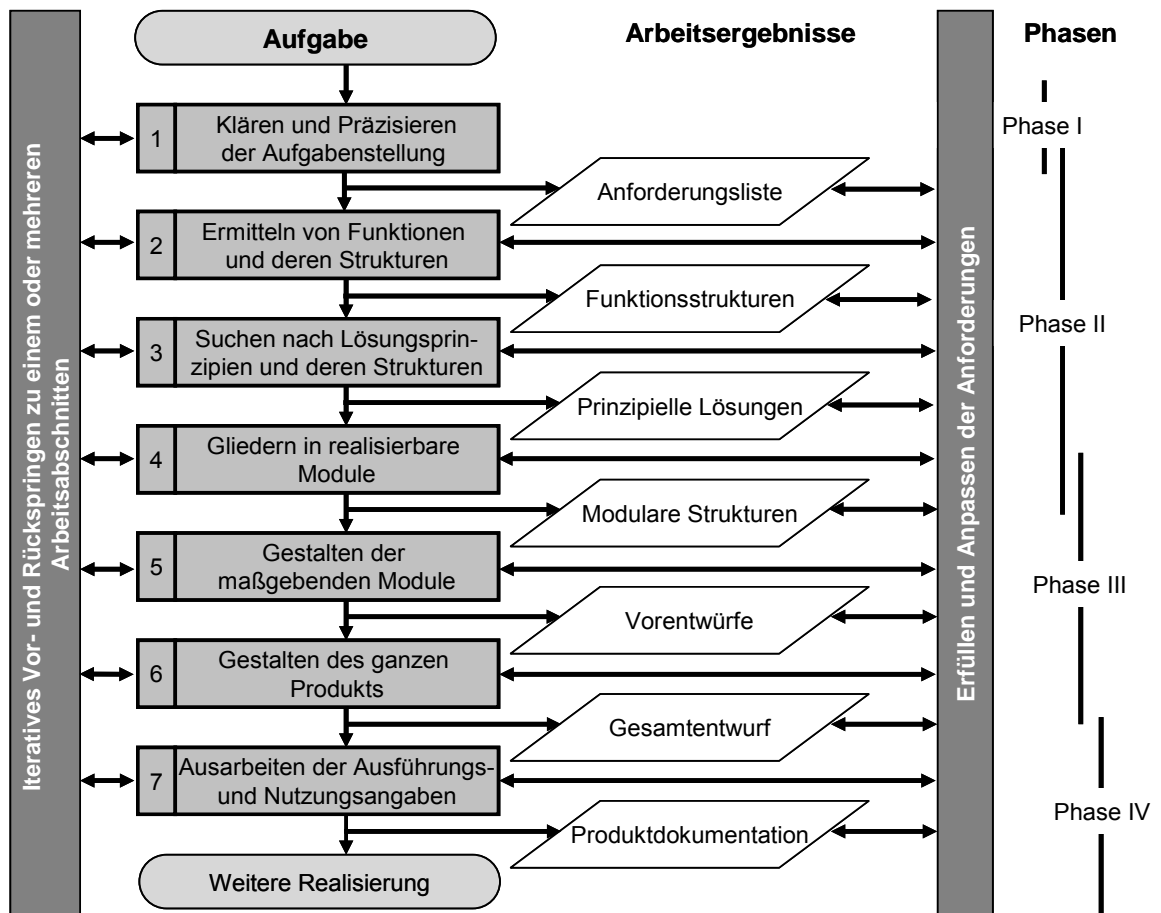 Aufgabe
Arbeitsergebnisse
Phasen
Iteratives Vor- und Rückspringen zu einem oder mehreren
Arbeitsabschnitten
1
Klären und Präzisieren
der Aufgabenstellung
Anforderungsliste
2
Ermitteln von Funktionen
und deren Strukturen
Funktionsstrukturen
3
Suchen nach Lösungsprin-
zipien und deren Strukturen
Prinzipielle Lösungen
4
Gliedern in realisierbare
Module
Modulare Strukturen
5
Gestalten der
maßgebenden Module
Vorentwürfe
6
Gestalten des ganzen
Produkts
Gesamtentwurf
7
Ausarbeiten der Ausführungs-
und Nutzungsangaben
Produktdokumentation
Weitere Realisierung
Erfüllen und Anpassen der Anforderungen
Phase I
Phase II
Phase III
Phase IV